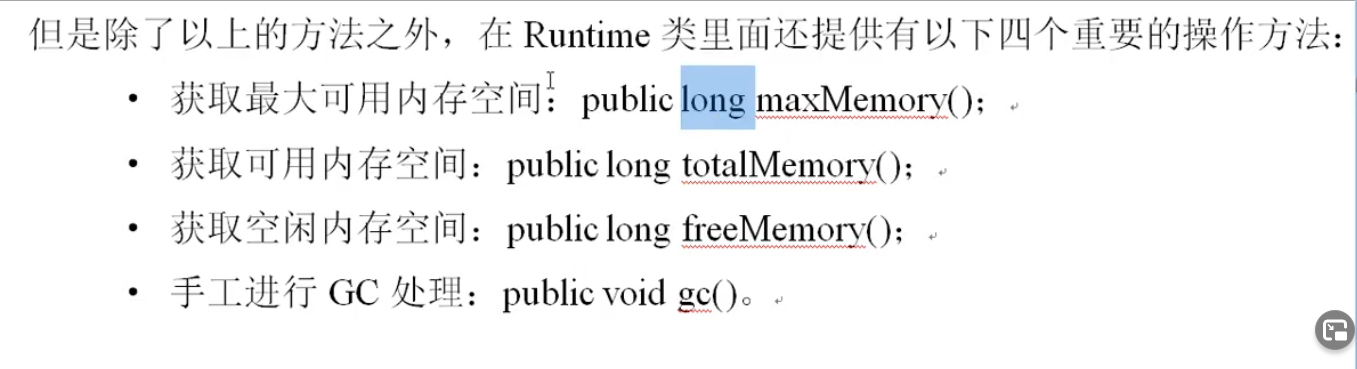 但是除了以上的方法之外，在 Runtime 类里面还提供有以下四个重要的操作方法：
• 获取最大可用内存空间：public long maxMemory()；
• 获取可用内存空间：public long totalMemory()；
• 获取空闲内存空间：public long freeMemory()；
• 手工进行 GC 处理：public void gc()。